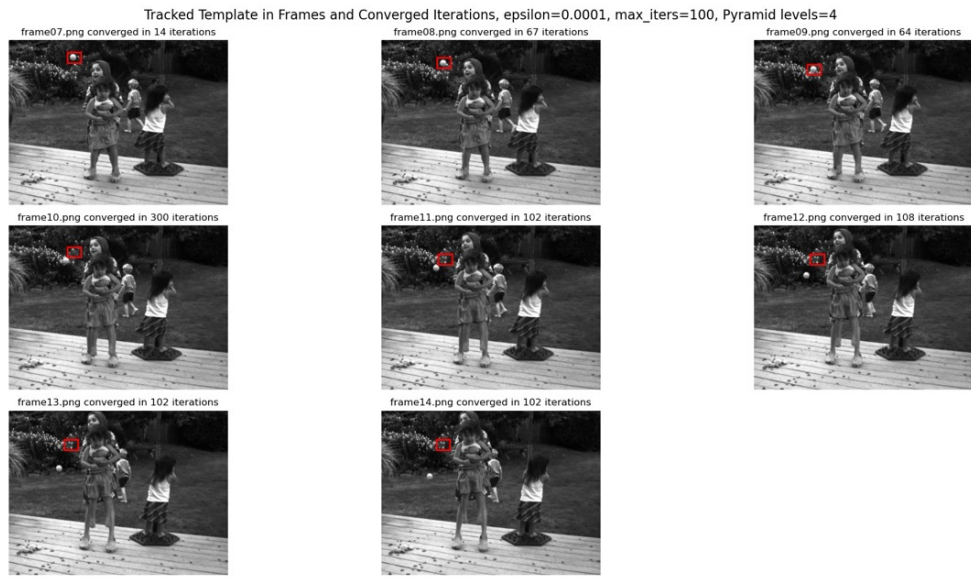 Tracked Template in Frames and Converged Iterations, epsilon=0.0001, max_iters=100, Pyramid levels=4
frame07.png converged in 14 iterations
frame08.png converged in 67 iterations
frame09.png converged in 64 iterations
frame10.png converged in 300 iterations
frame11.png converged in 102 iterations
frame12.png converged in 108 iterations
frame13.png converged in 102 iterations
frame14.png converged in 102 iterations